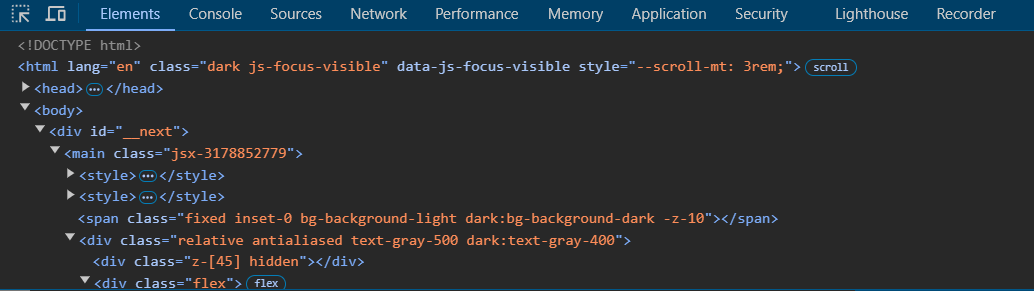 Elements Console Sources Network Performance Memory Application Security Lighthouse Recorder
<!DOCTYPE html>
<html lang="en" class="dark js-focus-visible" data-js-focus-visible style="--scroll-mt: 3rem;"> scroll
<head> ••• </head>
<body>
<div id="__next">
<main class="jsx-3178852779">
<style> ••• </style>
<style> ••• </style>
<span class="fixed inset-0 bg-background-light dark:bg-background-dark -z-10"></span>
<div class="relative antialiased text-gray-500 dark:text-gray-400">
<div class="z-[45] hidden"></div>
<div class="flex"> flex